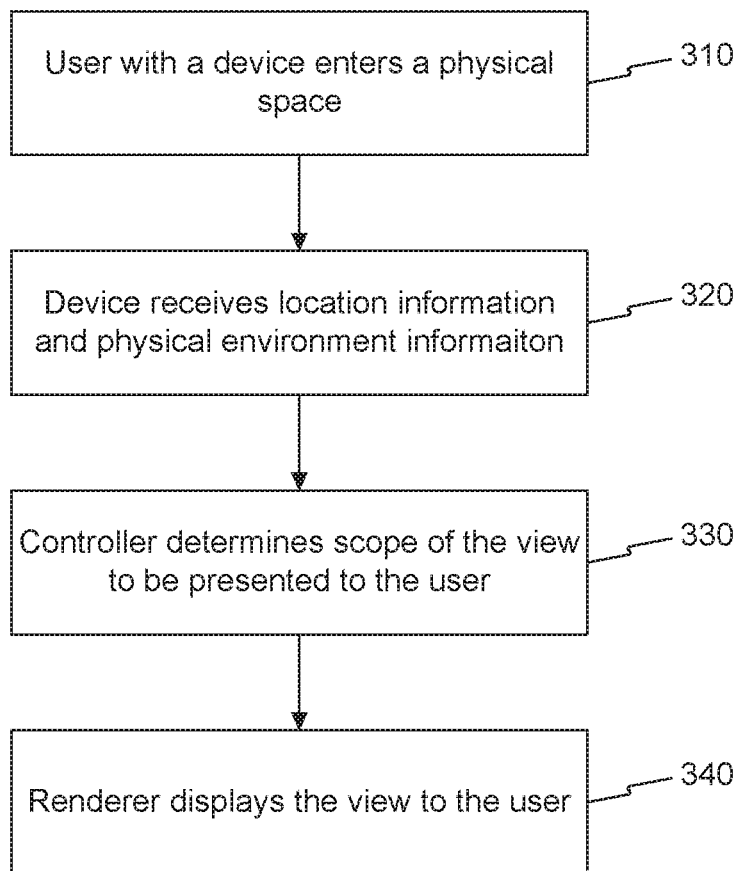 User with a device enters a physical
space
310
Device receives location information
and physical environment informaiton
320
Controller determines scope of the view
to be presented to the user
330
Renderer displays the view to the user
340